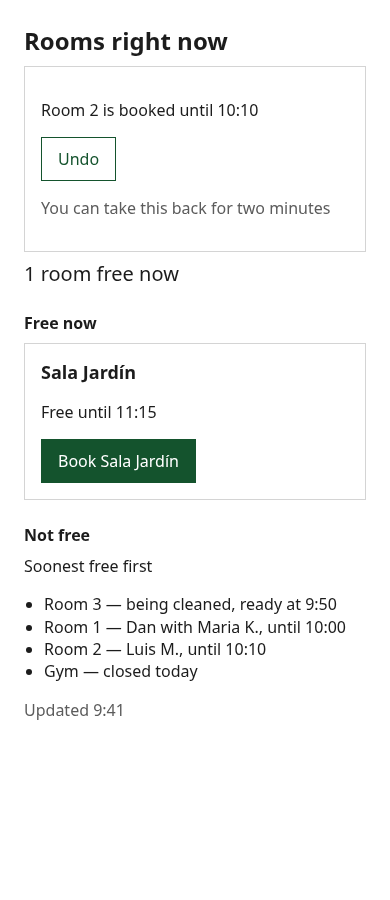 Rooms right now
Room 2 is booked until 10:10
Undo
You can take this back for two minutes
1 room free now
Free now
Sala Jardín
Free until 11:15
Book Sala Jardín
Not free
Soonest free first
Room 3 — being cleaned, ready at 9:50
Room 1 — Dan with Maria K., until 10:00
Room 2 — Luis M., until 10:10
Gym — closed today
Updated 9:41